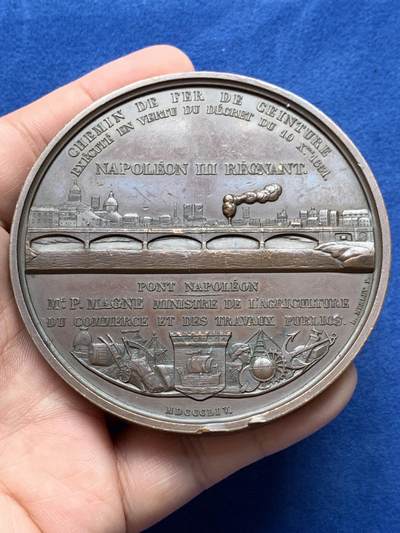 CHEMIN DE FER DE CEINTURE
EXÉCUTÉ EN VERTU DU DÉCRET DU 10 Xbre 1851.
NAPOLÉON III RÉGNANT.
PONT NAPOLÉON
Mr. P. MAGNE MINISTRE DE L'AGRICULTURE
DU COMMERCE ET DES TRAVAUX PUBLICS.
MDCCCLIV.